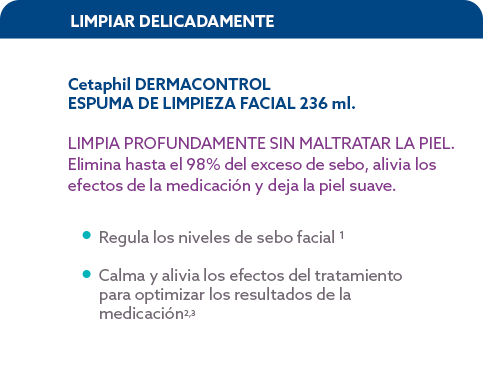 LIMPIAR DELICADAMENTE
Cetaphil DERMACONTROL
ESPUMA DE LIMPIEZA FACIAL 236 ml.
LIMPIA PROFUNDAMENTE SIN MALTRATAR LA PIEL.
Elimina hasta el 98% del exceso de sebo, alivia los
efectos de la medicación y deja la piel suave.
• Regula los niveles de sebo facial ¹
• Calma y alivia los efectos del tratamiento
para optimizar los resultados de la
medicación²,³